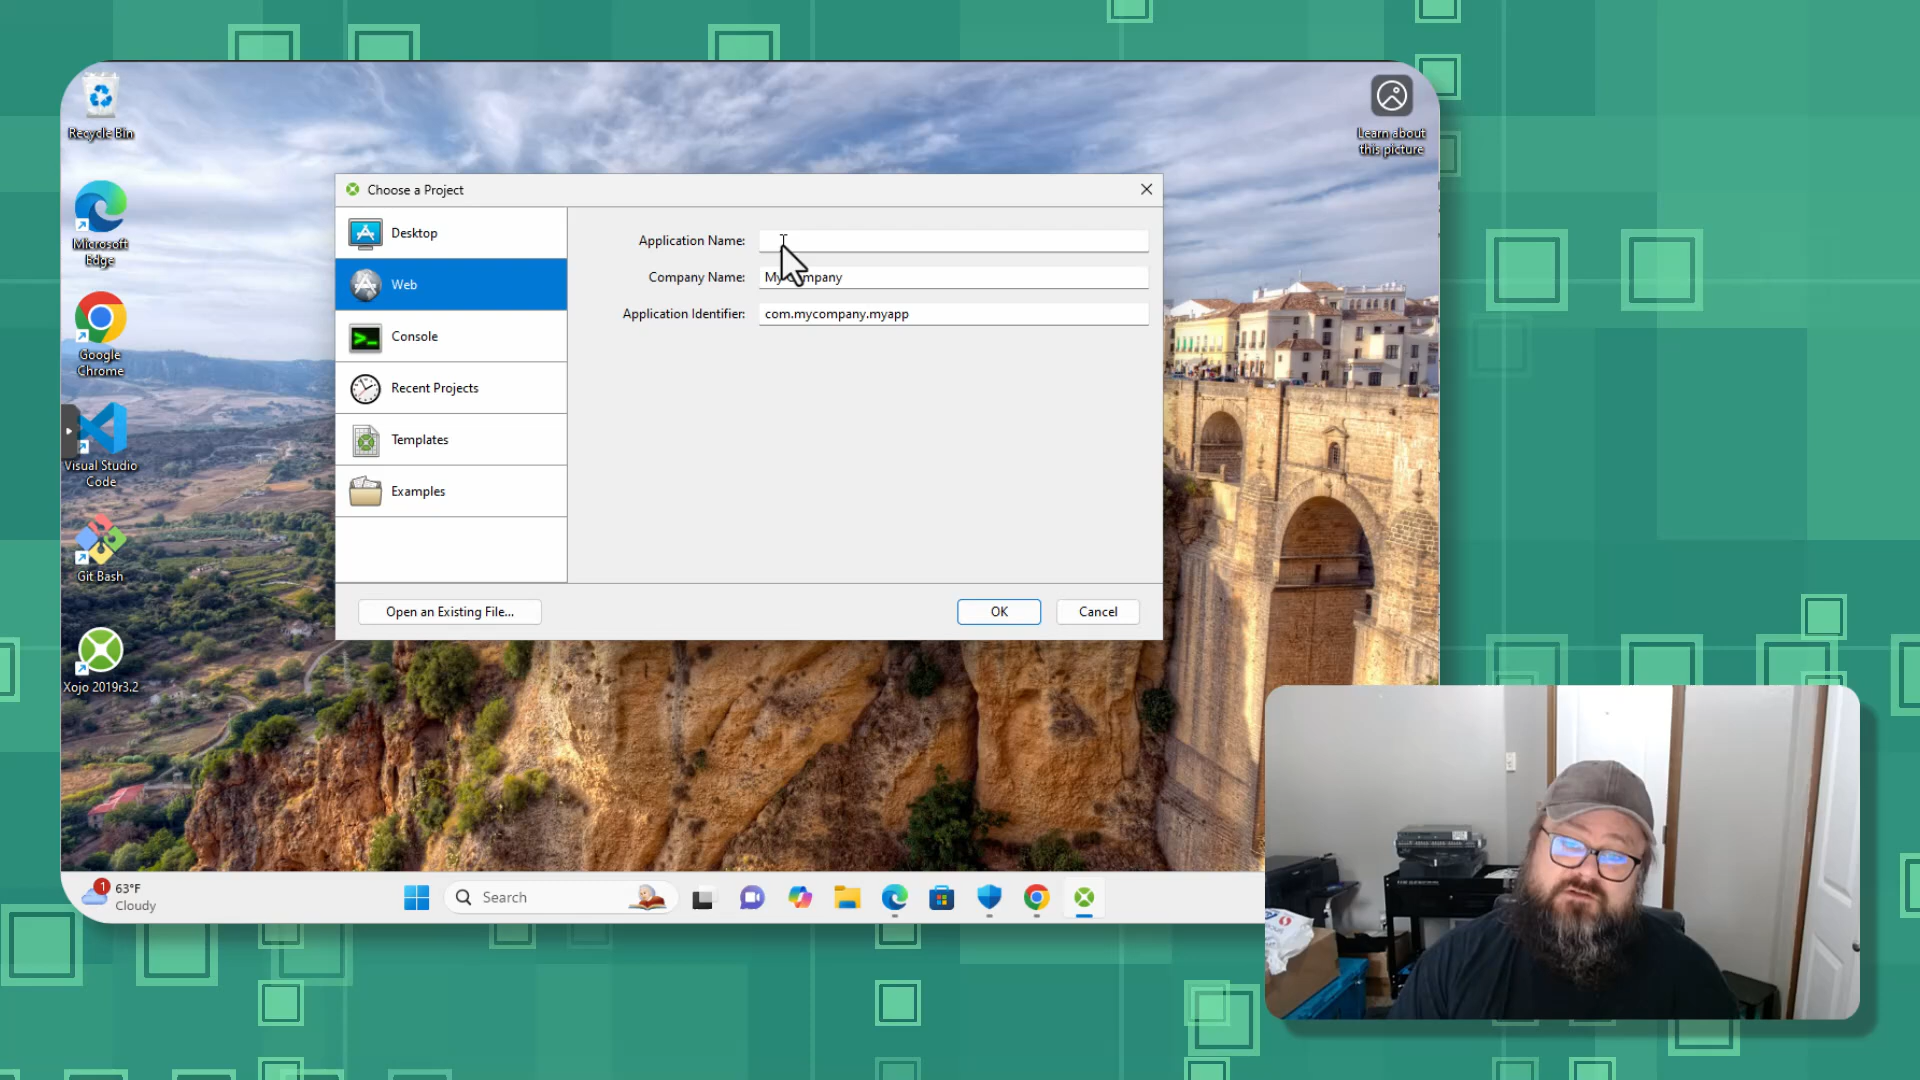 Recycle Bin
Learn about
this picture
Microsoft
Edge
Google
Chrome
Visual Studio
Code
Git Bash
Xojo 2019r3.2
Choose a Project
Desktop
Web
Console
Recent Projects
Templates
Examples
Application Name:
Company Name:
Application Identifier:
com.mycompany.myapp
Open an Existing File...
OK
Cancel
1
63°F
Cloudy
Search